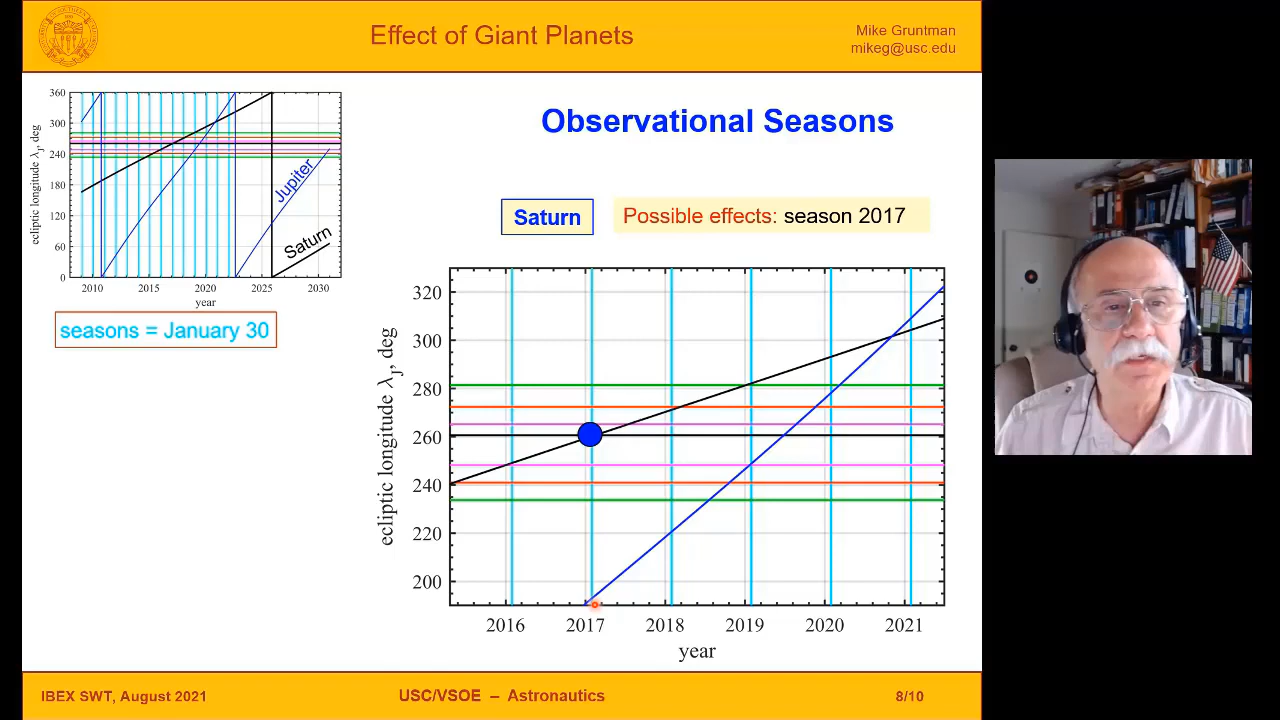 Effect of Giant Planets
Mike Gruntman
mikeg@usc.edu
360
300
240
180
120
60
0
ecliptic longitude λJ, deg
Jupiter
Saturn
2010
2015
2020
2025
2030
year
seasons = January 30
Observational Seasons
Saturn
Possible effects: season 2017
320
300
280
260
240
220
200
ecliptic longitude λJ, deg
2016
2017
2018
2019
2020
2021
year
IBEX SWT, August 2021
USC/VSOE – Astronautics
8/10